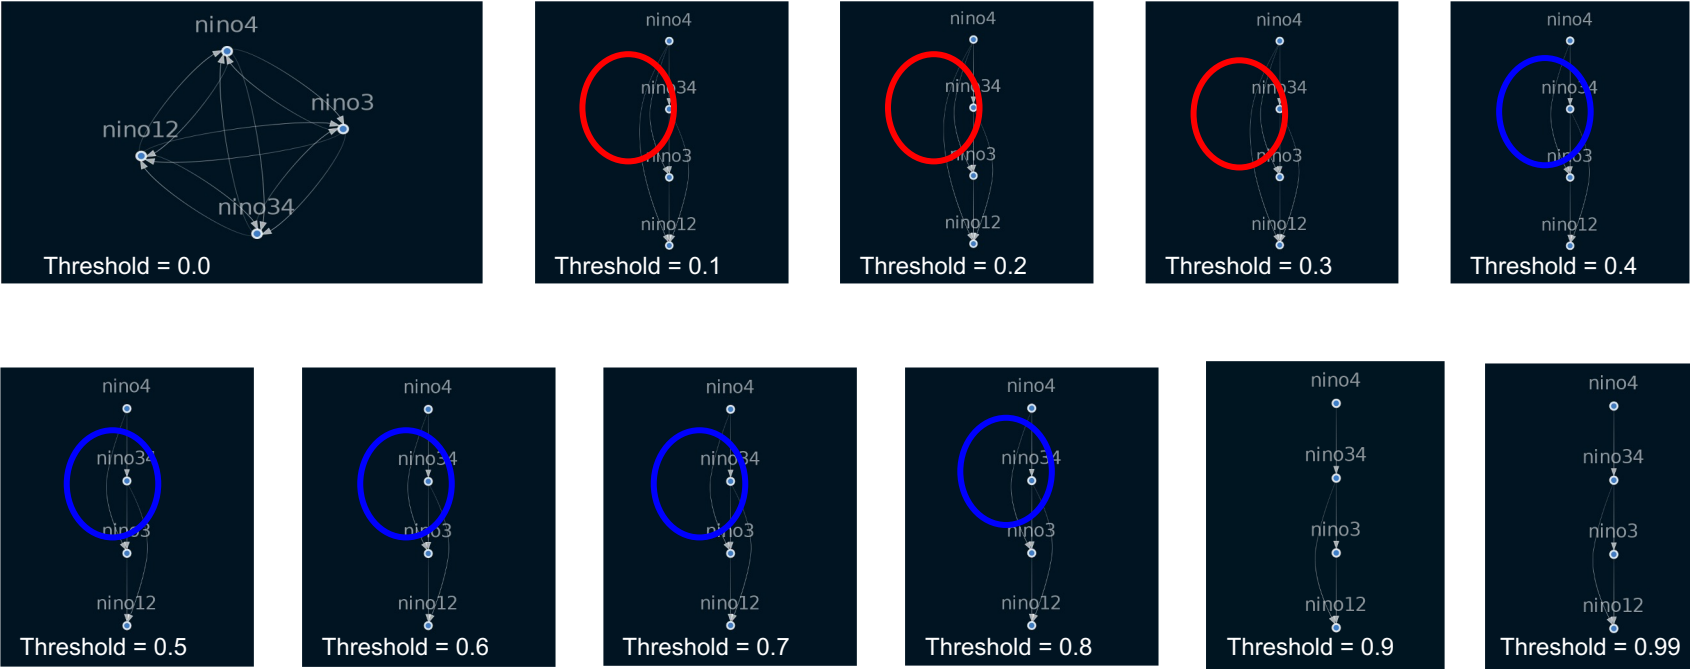 nino4
nino3
nino12
nino34
Threshold = 0.0
nino4
nino34
nino3
nino12
Threshold = 0.1
nino4
nino34
nino3
nino12
Threshold = 0.2
nino4
nino34
nino3
nino12
Threshold = 0.3
nino4
nino34
nino3
nino12
Threshold = 0.4
nino4
nino34
nino3
nino12
Threshold = 0.5
nino4
nino34
nino3
nino12
Threshold = 0.6
nino4
nino34
nino3
nino12
Threshold = 0.7
nino4
nino34
nino3
nino12
Threshold = 0.8
nino4
nino34
nino3
nino12
Threshold = 0.9
nino4
nino34
nino3
nino12
Threshold = 0.99